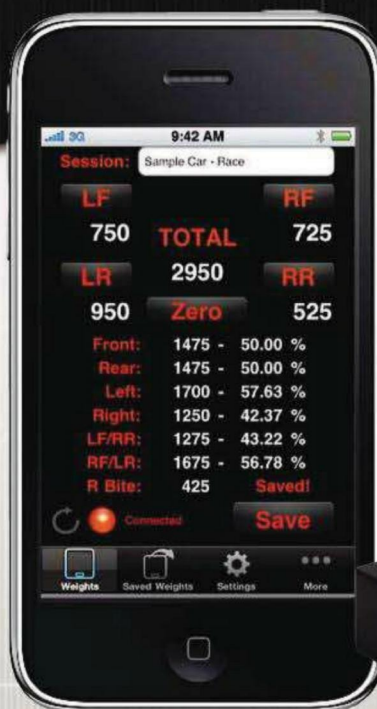 3G 9:42 AM
Session: Sample Car - Race
LF RF
750 TOTAL 725
LR 2950 RR
950 Zero 525
Front: 1475 - 50.00 %
Rear: 1475 - 50.00 %
Left: 1700 - 57.63 %
Right: 1250 - 42.37 %
LF/RR: 1275 - 43.22 %
RF/LR: 1675 - 56.78 %
R Bite: 425 Saved!
Connected Save
Weights Saved Weights Settings More